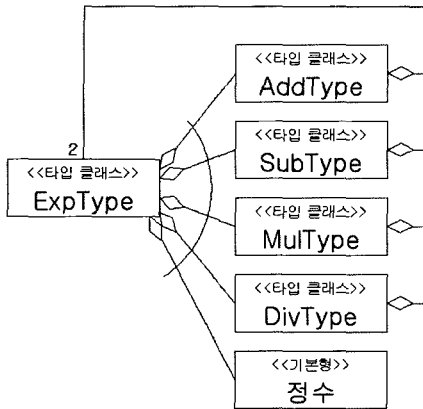 <<타입 클래스>>
AddType
<<타입 클래스>>
SubType
2
<<타입 클래스>>
ExpType
<<타입 클래스>>
MulType
<<타입 클래스>>
DivType
<<기본형>>
정수